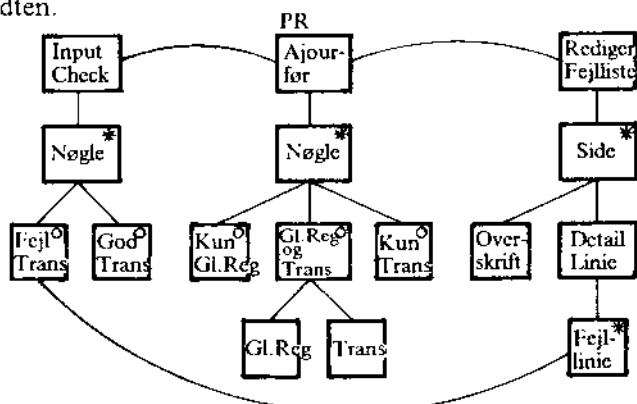 dten.
PR
Input
Check
Ajour-
før
Rediger
Fejlliste
Nøgle
*
Nøgle
*
Side
*
Fejl
Trans
God
Trans
Kun
Gl.Reg
Gl.Reg
og
Trans
Kun
Trans
Over-
skrift
Detail
Linie
Gl.Reg
Trans
Fejl-
linie
*